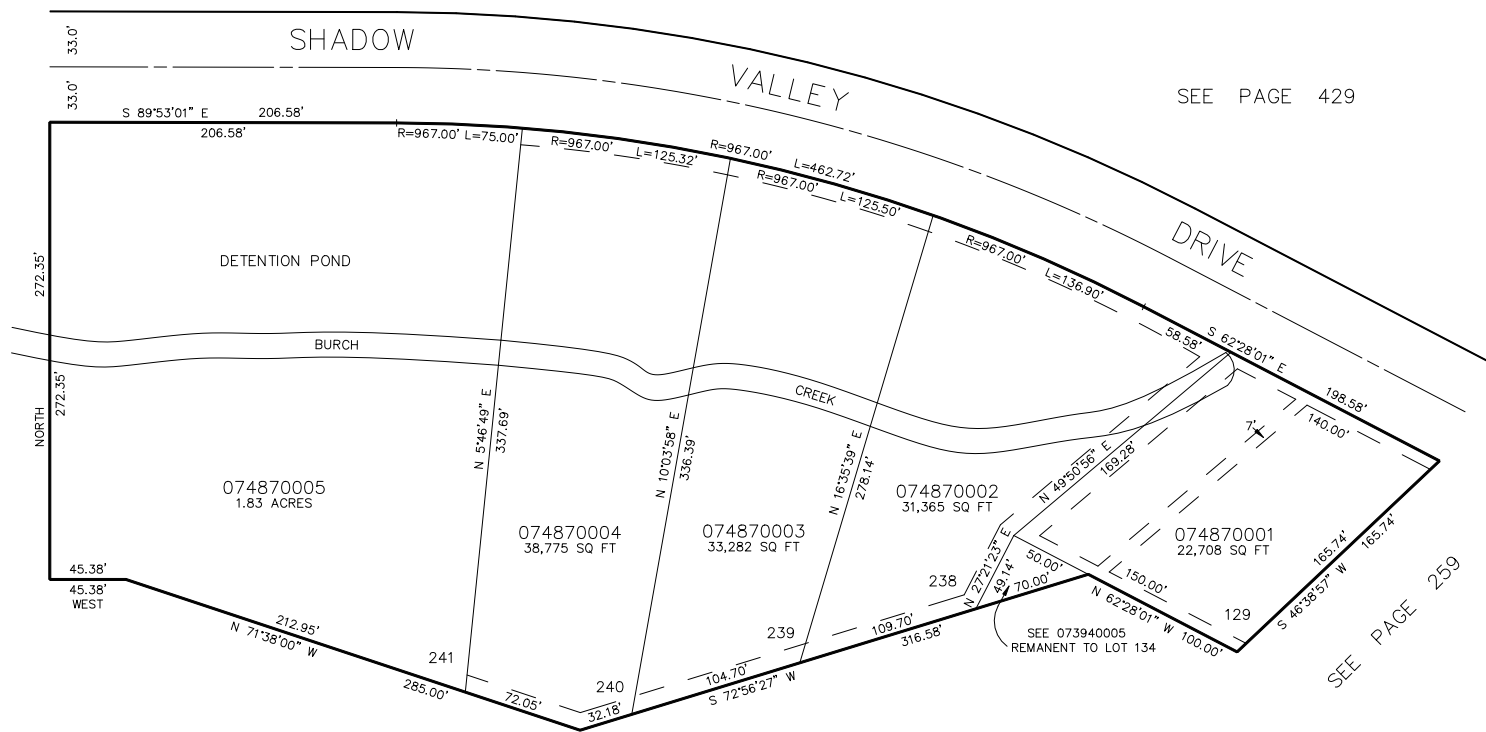 33.0'
SHADOW
VALLEY
SEE PAGE 429
33.0'
S 89°53'01" E 206.58'
206.58'
R=967.00' L=75.00'
R=967.00' L=125.32'
R=967.00' L=462.72'
R=967.00' L=125.50'
R=967.00' L=136.90'
DRIVE
58.58'
S 62°28'01" E
198.58'
140.00'
7'
272.35'
NORTH
272.35'
DETENTION POND
BURCH
CREEK
N 5°46'49" E
337.69'
N 10°03'58" E
336.39'
N 16°35'39" E
278.14'
N 49°50'56" E
169.28'
074870005
1.83 ACRES
074870004
38,775 SQ FT
074870003
33,282 SQ FT
074870002
31,365 SQ FT
074870001
22,708 SQ FT
165.74'
165.74'
S 46°38'57" W
SEE PAGE 259
N 27°21'23" E
49.14'
50.00'
70.00'
150.00'
N 62°28'01" W
100.00'
129
238
239
240
241
45.38'
45.38'
WEST
212.95'
N 71°38'00" W
285.00'
72.05'
32.18'
104.70'
S 72°56'27" W
109.70'
316.58'
SEE 073940005
REMANENT TO LOT 134